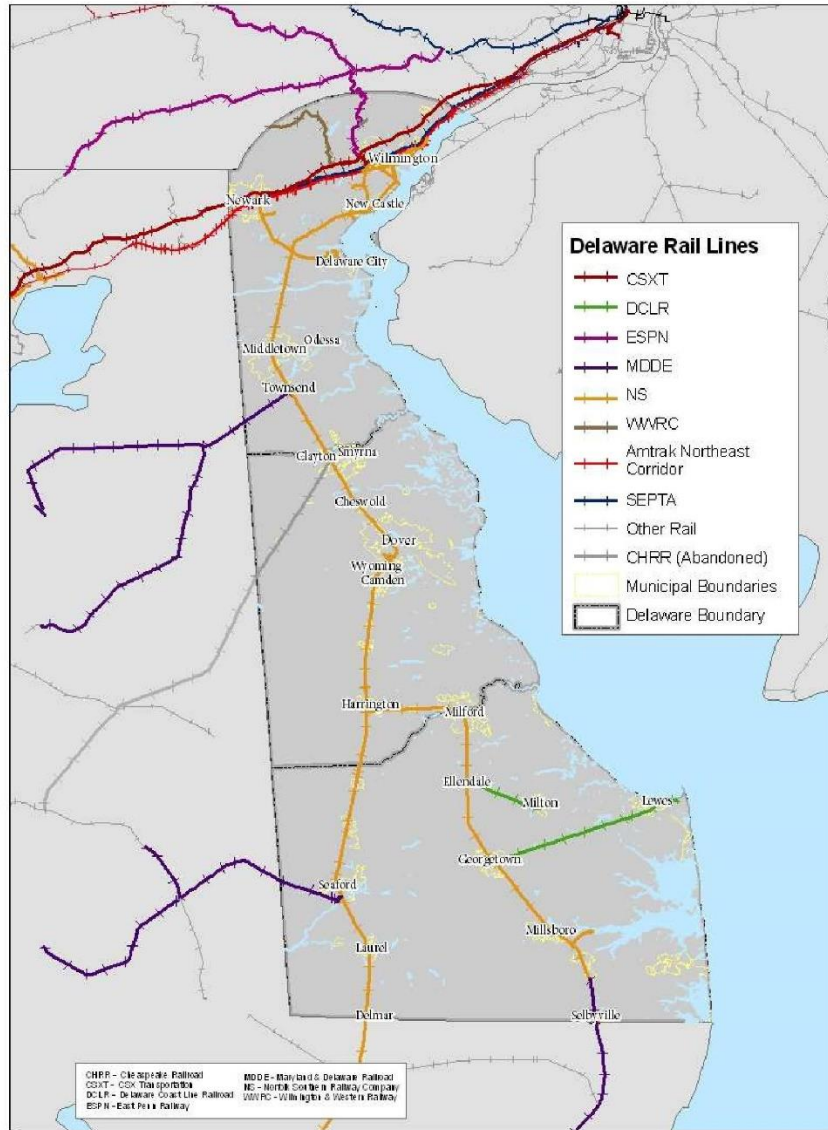 Wilmington
Newark
New Castle
Delaware City
Odessa
Middletown
Townsend
Clayton
Smyrna
Cheswold
Dover
Wyoming
Camden
Harrington
Milford
Ellendale
Milton
Lewes
Georgetown
Seaford
Millsboro
Laurel
Delmar
Selbyville
Delaware Rail Lines
CSXT
DCLR
ESPN
MDDE
NS
WWRC
Amtrak Northeast
Corridor
SEPTA
Other Rail
CHRR (Abandoned)
Municipal Boundaries
Delaware Boundary
CHRR - Cheaspeake Railroad
CSXT - CSX Transportation
DCLR - Delaware Coast Line Railroad
ESPN - East Penn Railway
MDDE - Maryland & Delaware Railroad
NS - Norfolk Southern Railway Company
WWRC - Wilmington & Western Railway